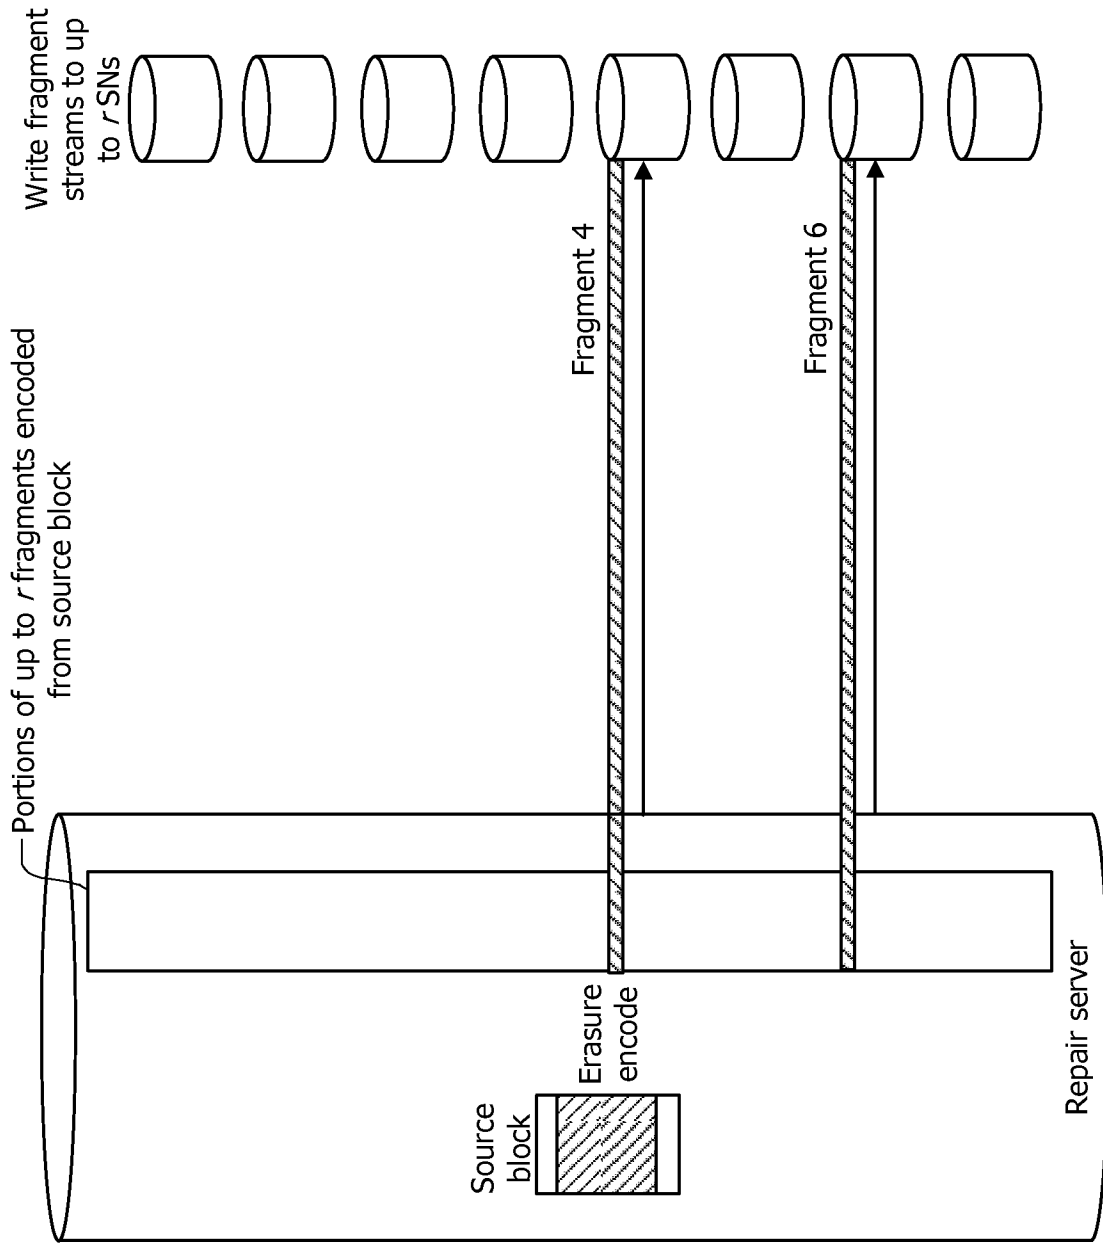 Write fragment
streams to up
to r SNs
Portions of up to r fragments encoded
from source block
Fragment 4
Fragment 6
Source
block
Erasure
encode
Repair server